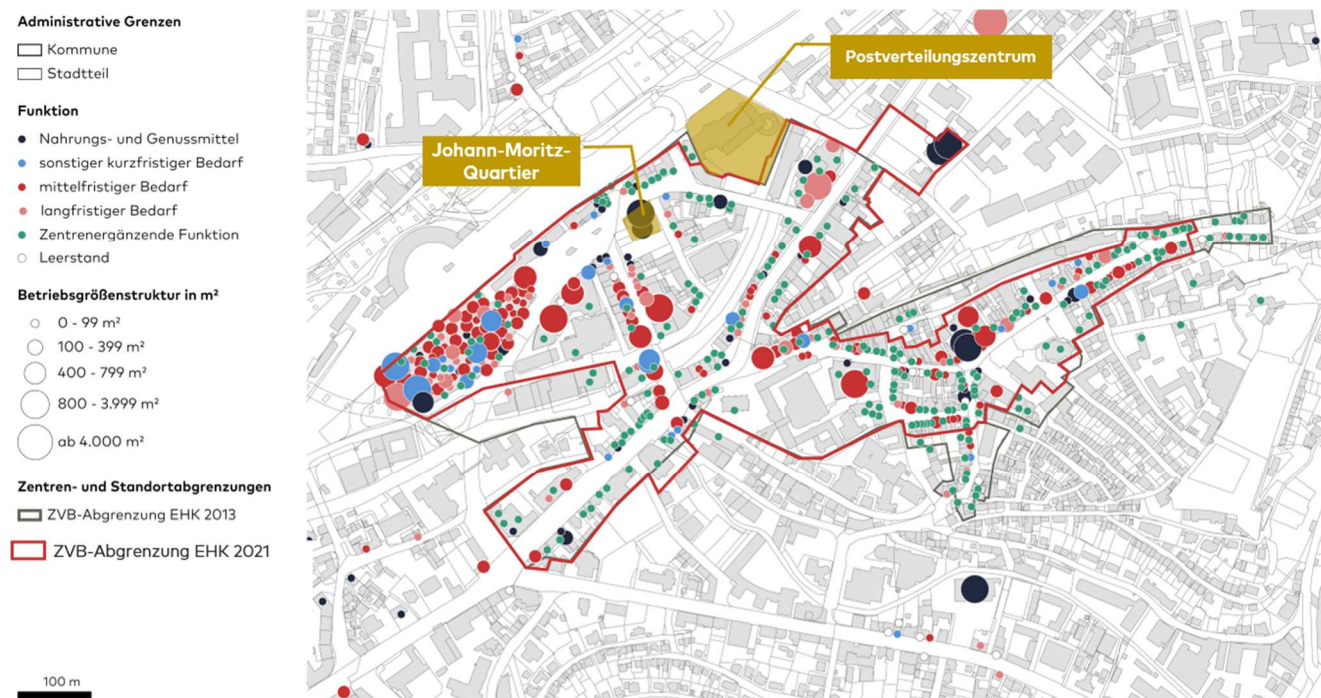 Administrative Grenzen
Kommune
Stadtteil
Funktion
Nahrungs- und Genussmittel
sonstiger kurzfristiger Bedarf
mittelfristiger Bedarf
langfristiger Bedarf
Zentrenergänzende Funktion
Leerstand
Betriebsgrößenstruktur in m²
0 - 99 m²
100 - 399 m²
400 - 799 m²
800 - 3.999 m²
ab 4.000 m²
Zentren- und Standortabgrenzungen
ZVB-Abgrenzung EHK 2013
ZVB-Abgrenzung EHK 2021
100 m
Postverteilungszentrum
Johann-Moritz-
Quartier